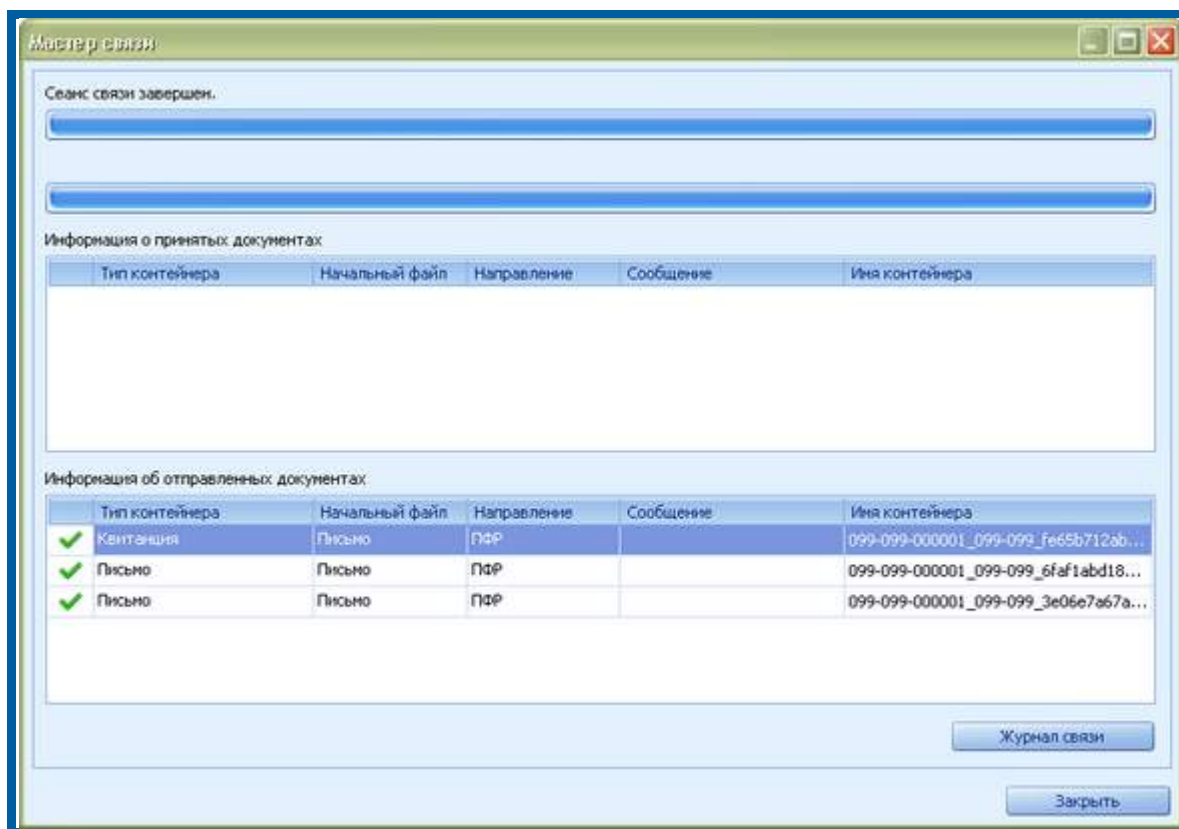 Мастер связи
Сеанс связи завершен.
Информация о принятых документах
Тип контейнера Начальный файл Направление Сообщение Имя контейнера
Информация об отправленных документах
Тип контейнера Начальный файл Направление Сообщение Имя контейнера
Квитанция Письмо ПФР 099-099-000001_099-099_fe65b712ab...
Письмо Письмо ПФР 099-099-000001_099-099_6faf1abd18...
Письмо Письмо ПФР 099-099-000001_099-099_3e06e7a67a...
Журнал связи
Закрыть